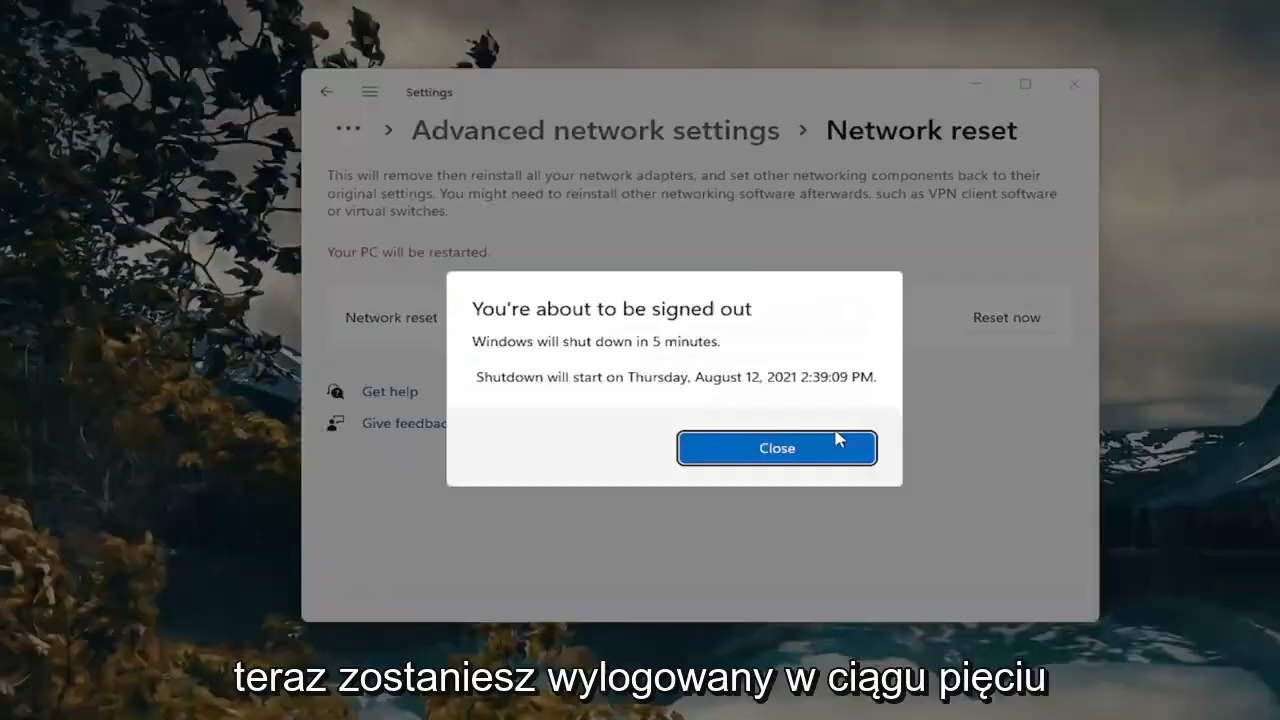 Settings
... > Advanced network settings > Network reset
This will remove then reinstall all your network adapters, and set other networking components back to their
original settings. You might need to reinstall other networking software afterwards, such as VPN client software
or virtual switches.
Your PC will be restarted.
You're about to be signed out
Network reset
Reset now
Windows will shut down in 5 minutes.
Shutdown will start on Thursday, August 12, 2021 2:39:09 PM.
Get help
Give feedbac
Close
teraz zostaniesz wylogowany w ciągu pięciu